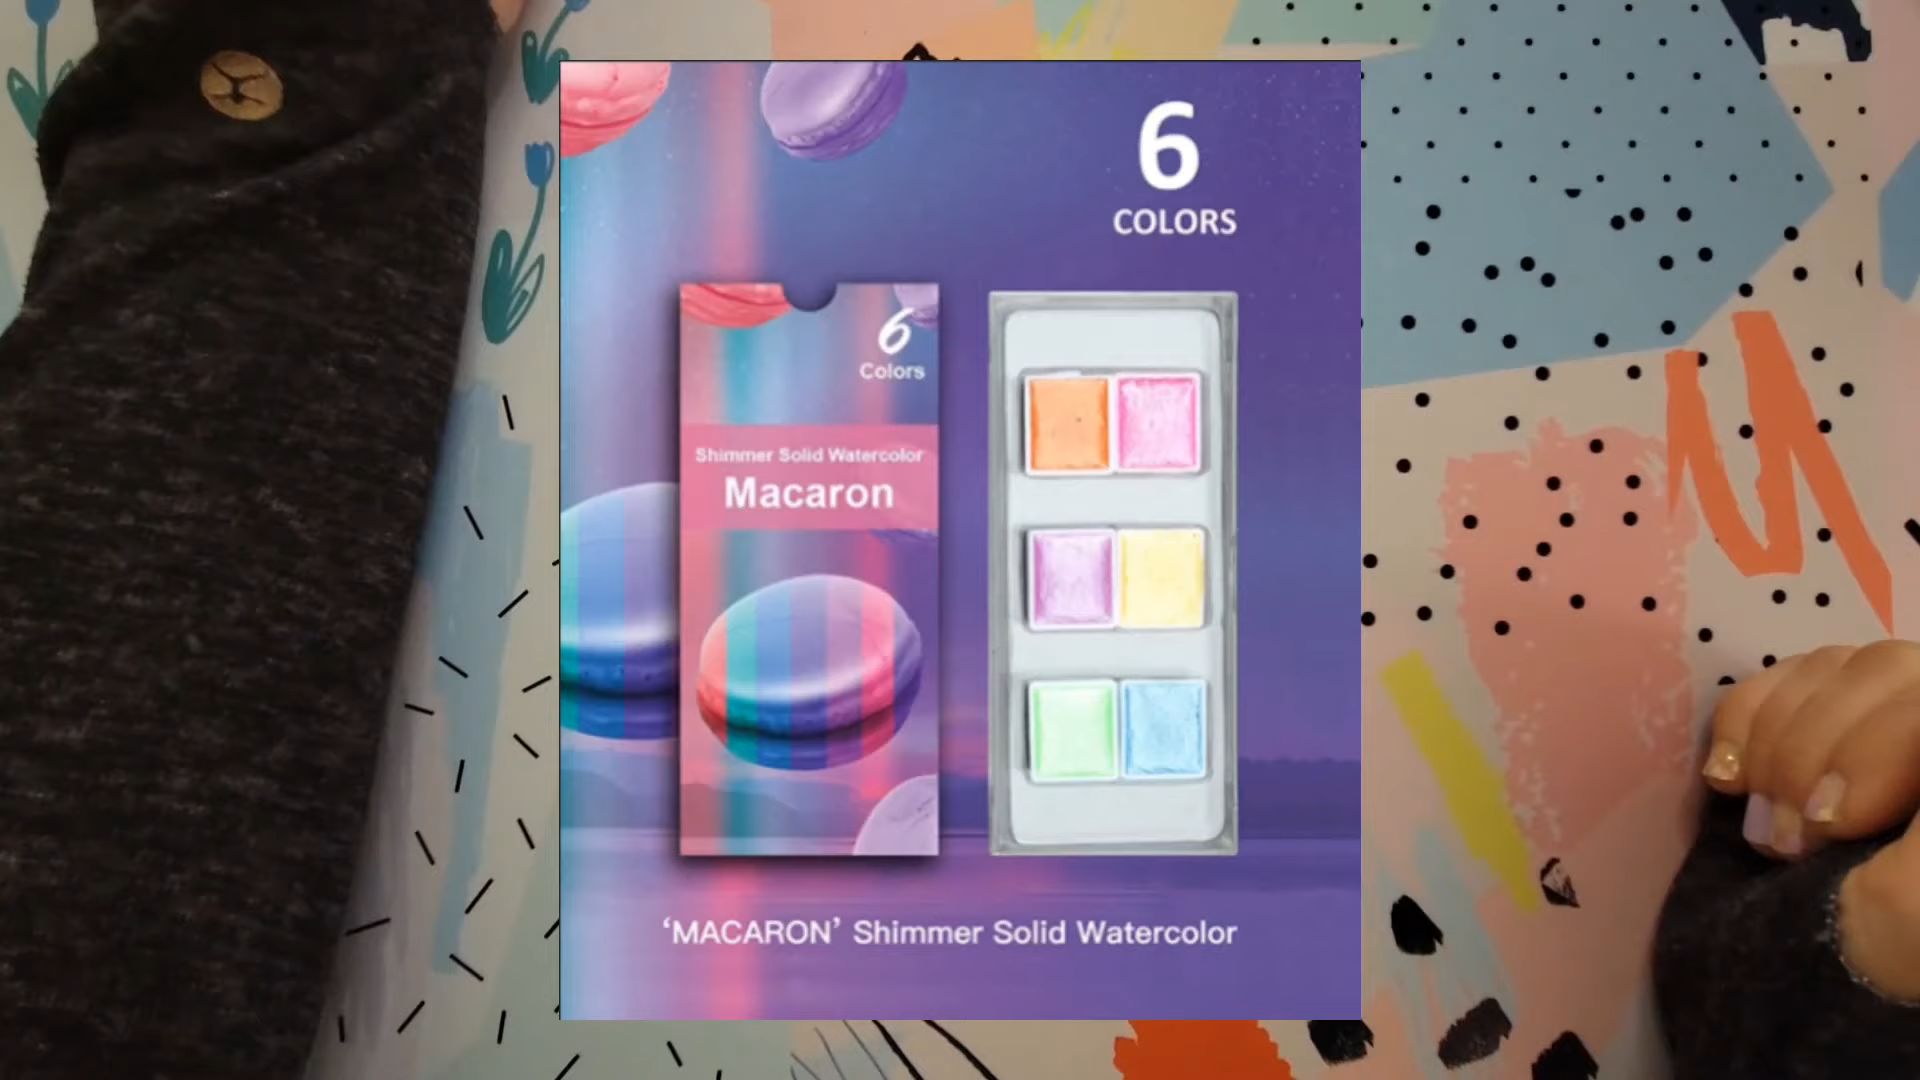 6
COLORS
6
Colors
Shimmer Solid Watercolor
Macaron
‘MACARON’ Shimmer Solid Watercolor